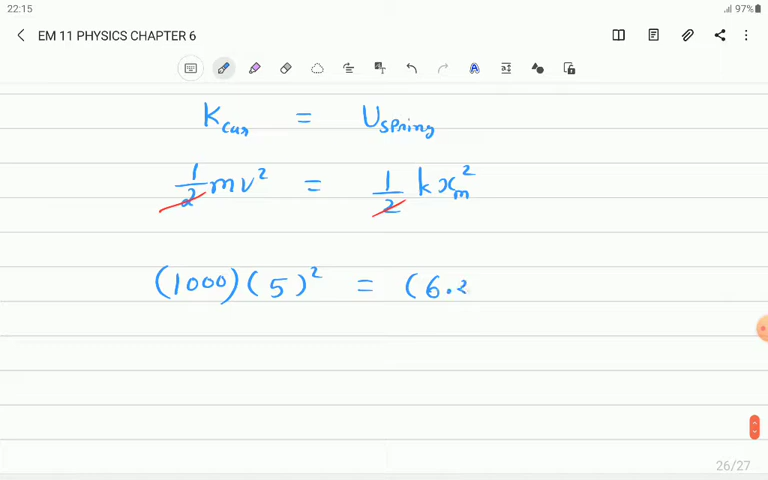 22:15 97%
EM 11 PHYSICS CHAPTER 6
K_car = U_spring
1/2 mv² = 1/2 kx_m²
(1000)(5)² = (6.2
26/27